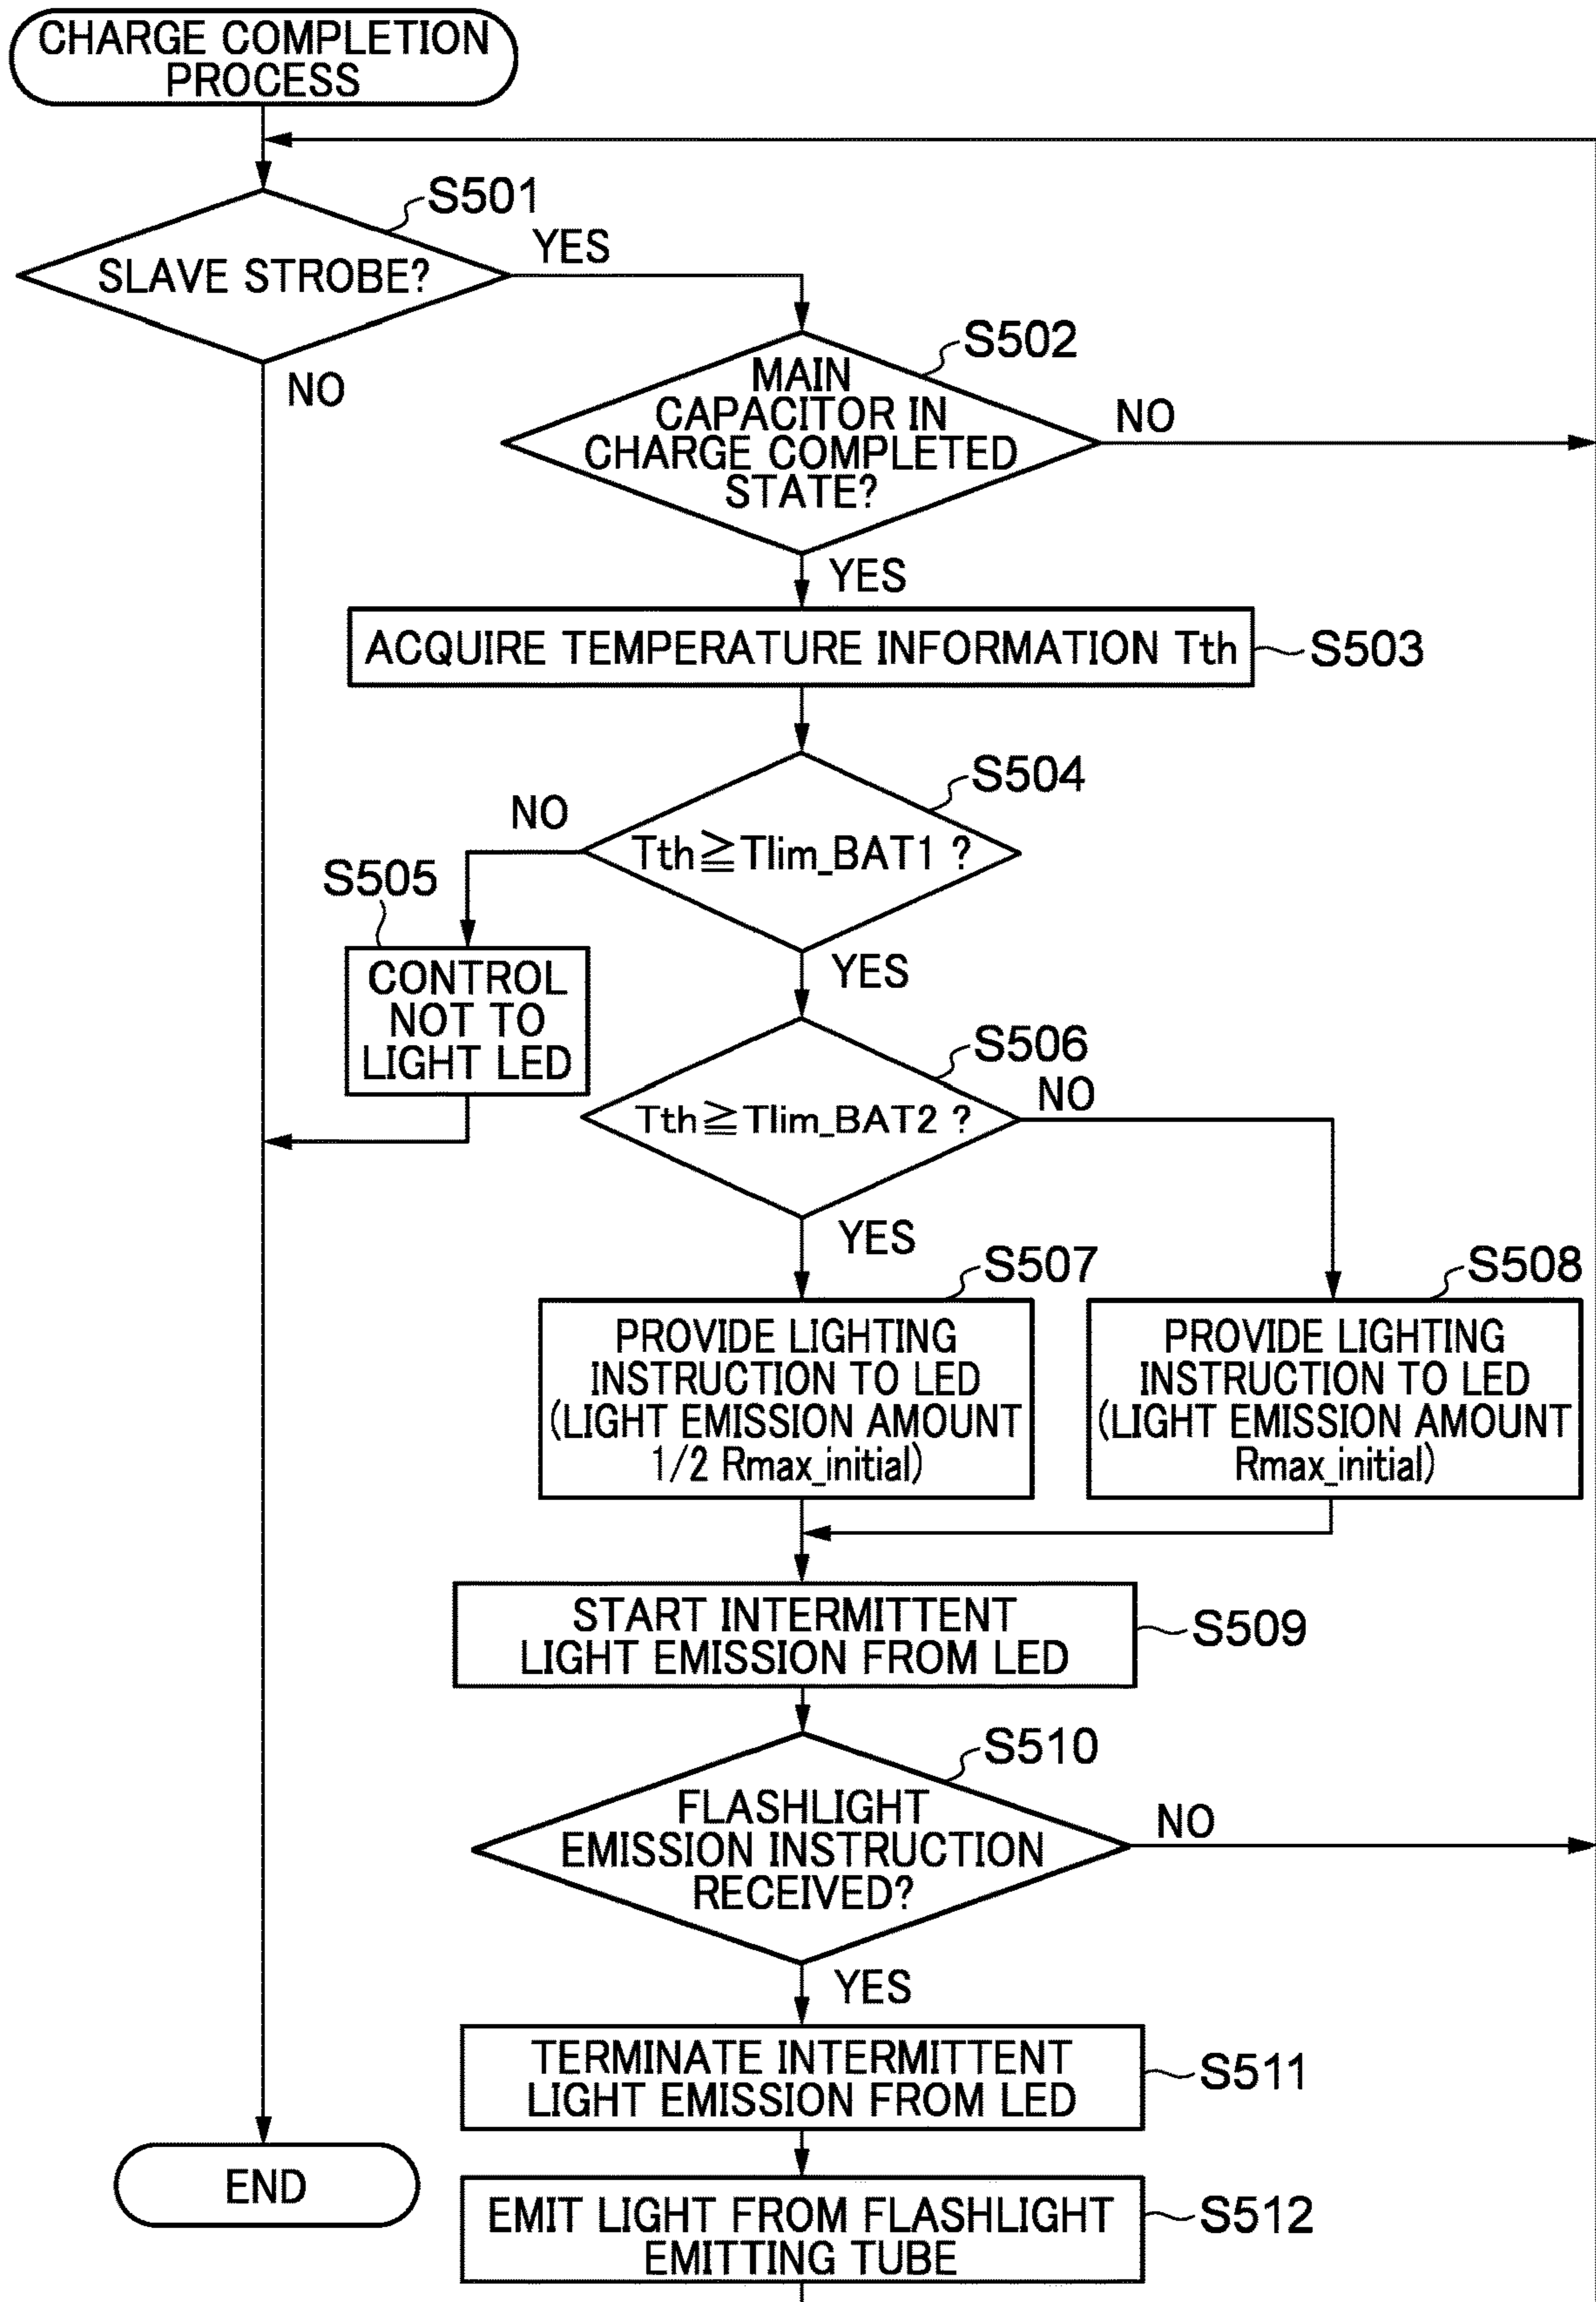 CHARGE COMPLETION
PROCESS
S501
SLAVE STROBE?
YES
NO
S502
MAIN
CAPACITOR IN
CHARGE COMPLETED
STATE?
NO
YES
ACQUIRE TEMPERATURE INFORMATION Tth
S503
S504
Tth≧Tlim_BAT1 ?
NO
YES
S505
CONTROL
NOT TO
LIGHT LED
S506
Tth≧Tlim_BAT2 ?
NO
YES
S507
PROVIDE LIGHTING
INSTRUCTION TO LED
(LIGHT EMISSION AMOUNT
1/2 Rmax_initial)
S508
PROVIDE LIGHTING
INSTRUCTION TO LED
(LIGHT EMISSION AMOUNT
Rmax_initial)
START INTERMITTENT
LIGHT EMISSION FROM LED
S509
S510
FLASHLIGHT
EMISSION INSTRUCTION
RECEIVED?
NO
YES
TERMINATE INTERMITTENT
LIGHT EMISSION FROM LED
S511
END
EMIT LIGHT FROM FLASHLIGHT
EMITTING TUBE
S512